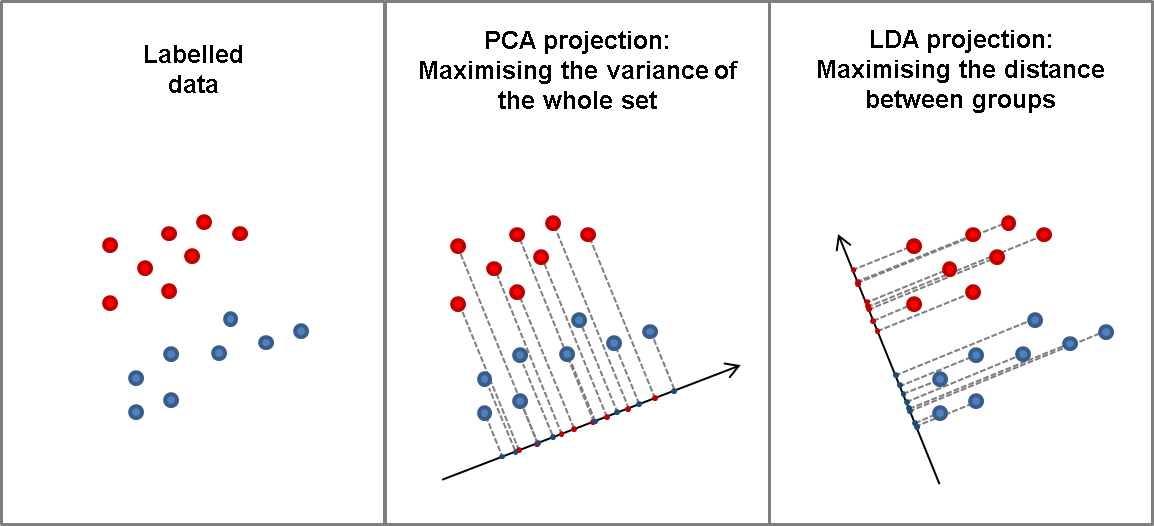 Labelled
data
PCA projection:
Maximising the variance of
the whole set
LDA projection:
Maximising the distance
between groups